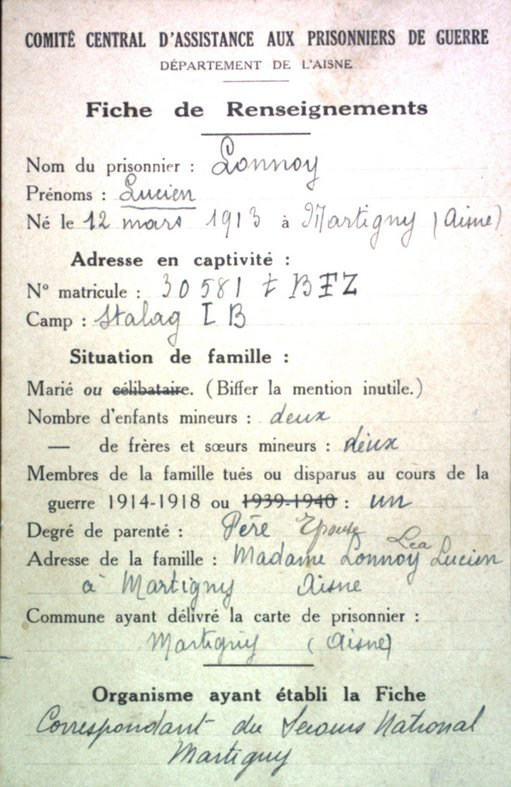 COMITÉ CENTRAL D'ASSISTANCE AUX PRISONNIERS DE GUERRE
DÉPARTEMENT DE L'AISNE
Fiche de Renseignements
Nom du prisonnier : Lonnoy
Prénoms : Lucien
Né le 12 mars 1913 à Martigny (Aisne)
Adresse en captivité :
N° matricule : 30581 t BFZ
Camp : Stalag I B
Situation de famille :
Marié ou célibataire. (Biffer la mention inutile.)
Nombre d'enfants mineurs : deux
— de frères et sœurs mineurs : deux
Membres de la famille tués ou disparus au cours de la
guerre 1914-1918 ou 1939-1940 : un
Degré de parenté : Père Epouse Léa
Adresse de la famille : Madame Lonnoy Lucien
à Martigny Aisne
Commune ayant délivré la carte de prisonnier :
Martigny (Aisne)
Organisme ayant établi la Fiche
Correspondant du Secours National
Martigny